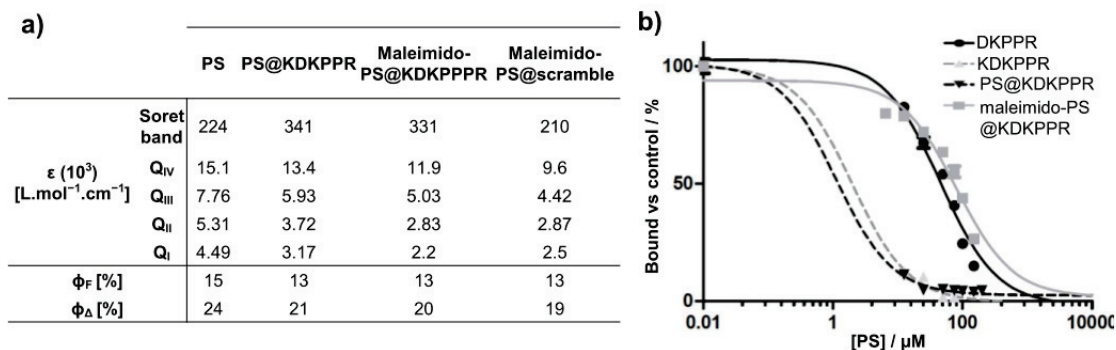 a)
PS PS@KDKPPR Maleimido-PS@KDKPPPR Maleimido-PS@scramble
ε (10³) [L.mol⁻¹.cm⁻¹]
Soret band 224 341 331 210
QIV 15.1 13.4 11.9 9.6
QIII 7.76 5.93 5.03 4.42
QII 5.31 3.72 2.83 2.87
QI 4.49 3.17 2.2 2.5
ϕF [%] 15 13 13 13
ϕΔ [%] 24 21 20 19
b)
DKPPR
KDKPPR
PS@KDKPPR
maleimido-PS
@KDKPPR
Bound vs control / %
100
50
0
0.01 1 100 10000
[PS] / µM